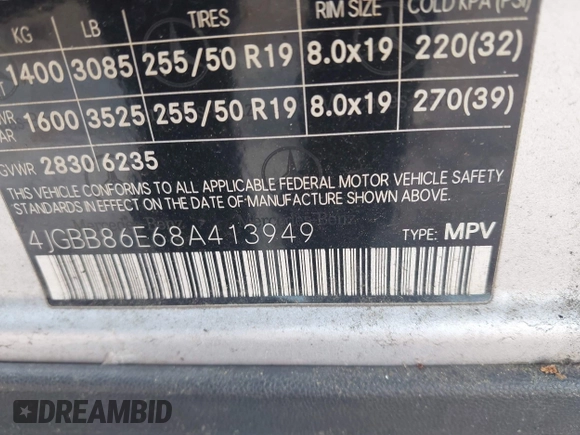 KG LB TIRES RIM SIZE COLD KPA (PSI)
1400 3085 255/50 R19 8.0x19 220(32)
1600 3525 255/50 R19 8.0x19 270(39)
GVWR 2830 6235
THIS VEHICLE CONFORMS TO ALL APPLICABLE FEDERAL MOTOR VEHICLE SAFETY
STANDARDS IN EFFECT ON THE DATE OF MANUFACTURE SHOWN ABOVE.
4JGBB86E68A413949 TYPE: MPV
DREAMBID